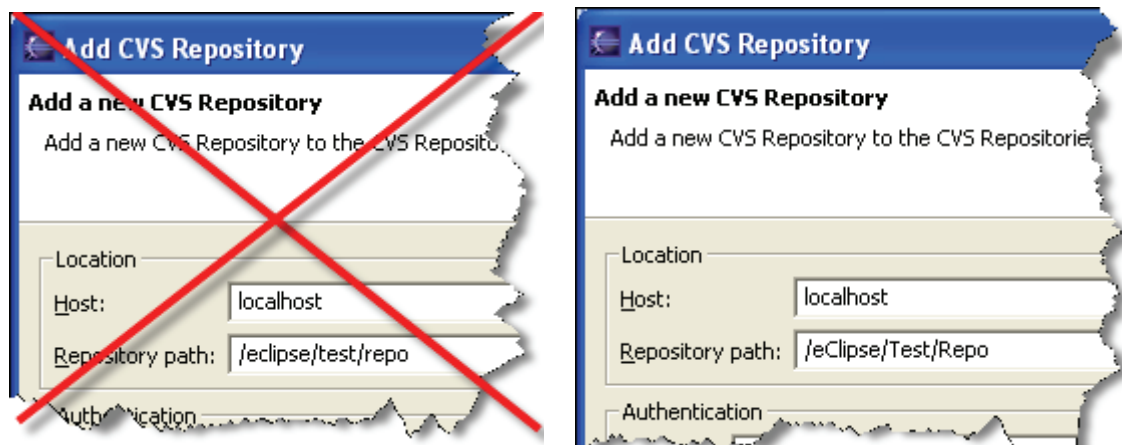 Add CVS Repository
Add a new CVS Repository
Add a new CVS Repository to the CVS Reposito
Location
Host: localhost
Repository path: /eclipse/test/repo
Authentication
Add CVS Repository
Add a new CVS Repository
Add a new CVS Repository to the CVS Repositorie
Location
Host: localhost
Repository path: /eClipse/Test/Repo
Authentication